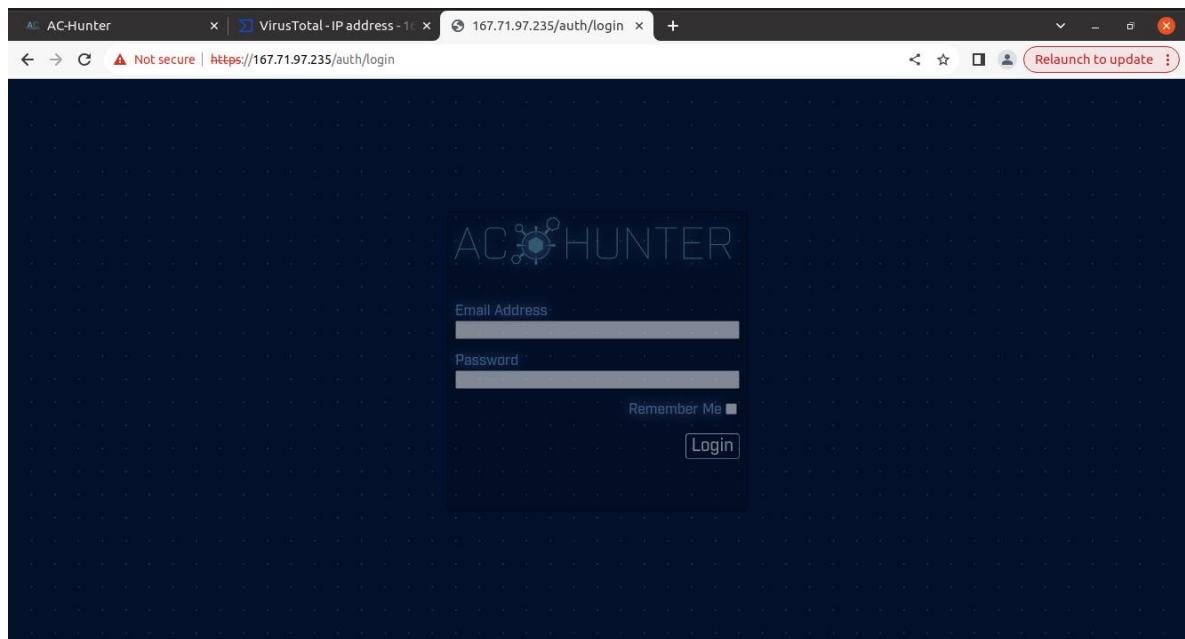 AC-Hunter
VirusTotal - IP address - 16
167.71.97.235/auth/login
Not secure
https://167.71.97.235/auth/login
Relaunch to update
AC HUNTER
Email Address
Password
Remember Me
Login